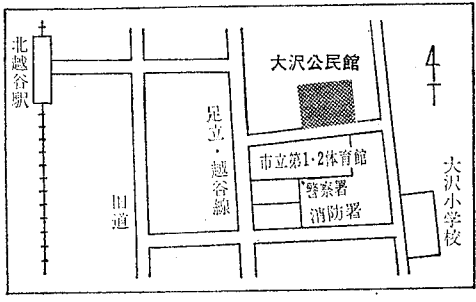 北越谷駅
旧道
足立・越谷線
大沢公民館
市立第1・2体育館
警察署
消防署
大沢小学校
4